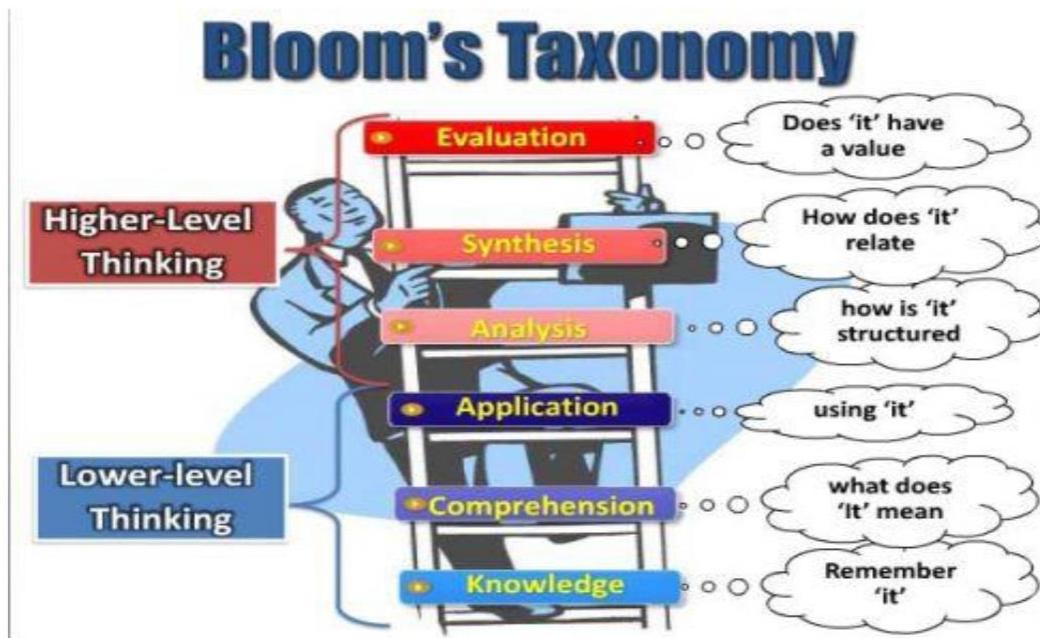 Bloom's Taxonomy
Evaluation
Does 'it' have
a value
Higher-Level
Thinking
Synthesis
How does 'it'
relate
Analysis
how is 'it'
structured
Application
using 'it'
Lower-level
Thinking
Comprehension
what does
'It' mean
Knowledge
Remember
'it'